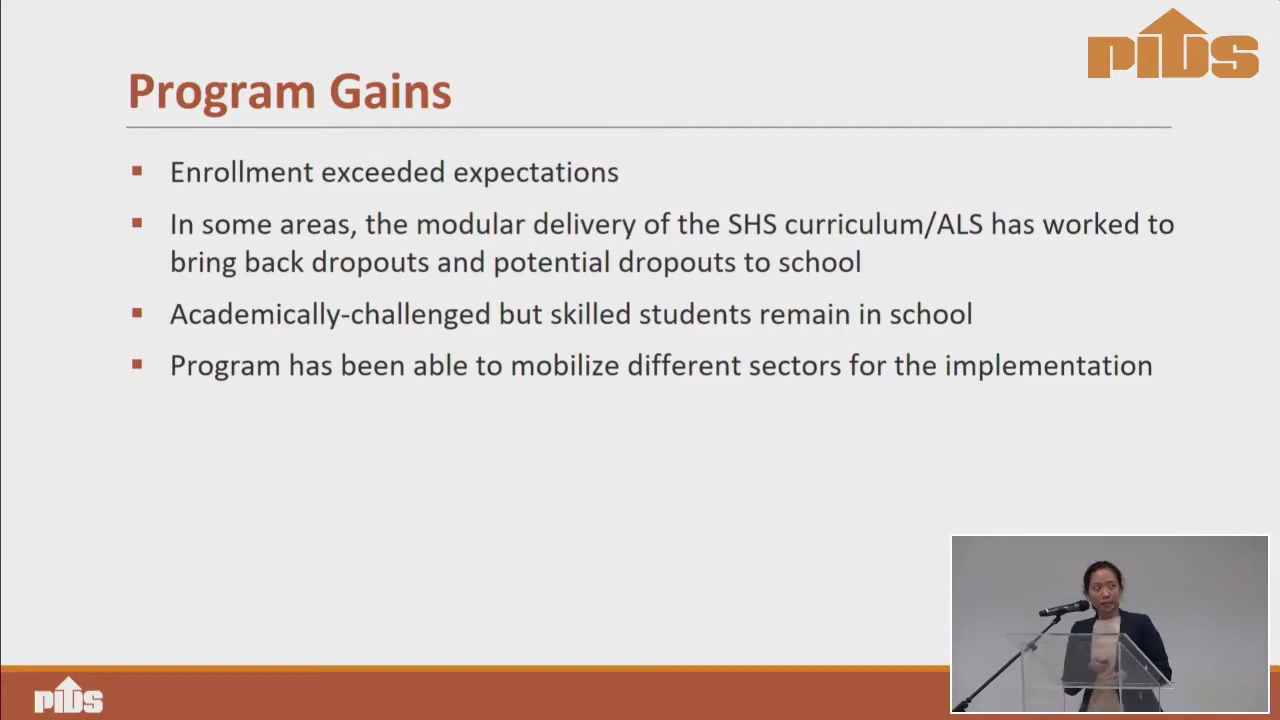 PIDS
Program Gains
Enrollment exceeded expectations
In some areas, the modular delivery of the SHS curriculum/ALS has worked to
bring back dropouts and potential dropouts to school
Academically-challenged but skilled students remain in school
Program has been able to mobilize different sectors for the implementation
PIDS